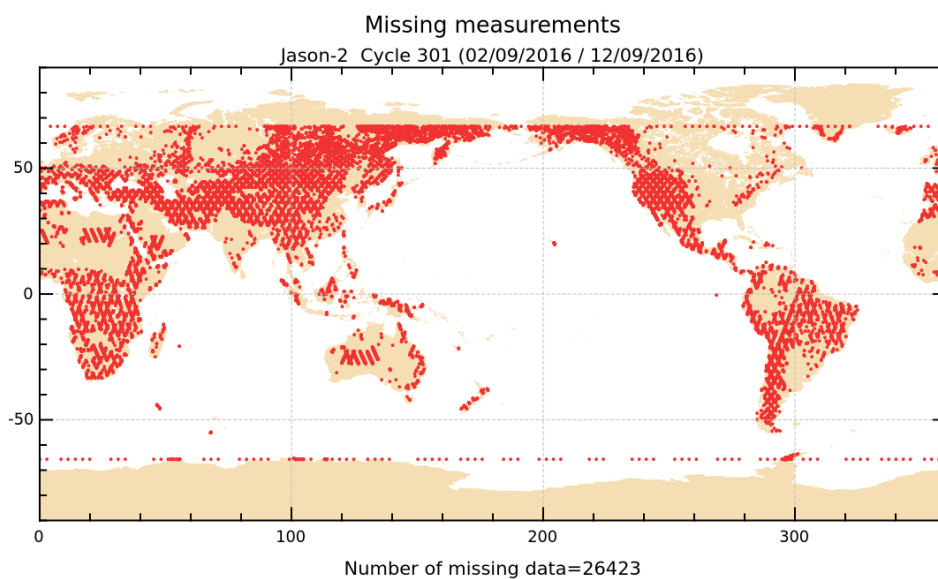 Missing measurements
Jason-2 Cycle 301 (02/09/2016 / 12/09/2016)
50
0
-50
0 100 200 300
Number of missing data=26423